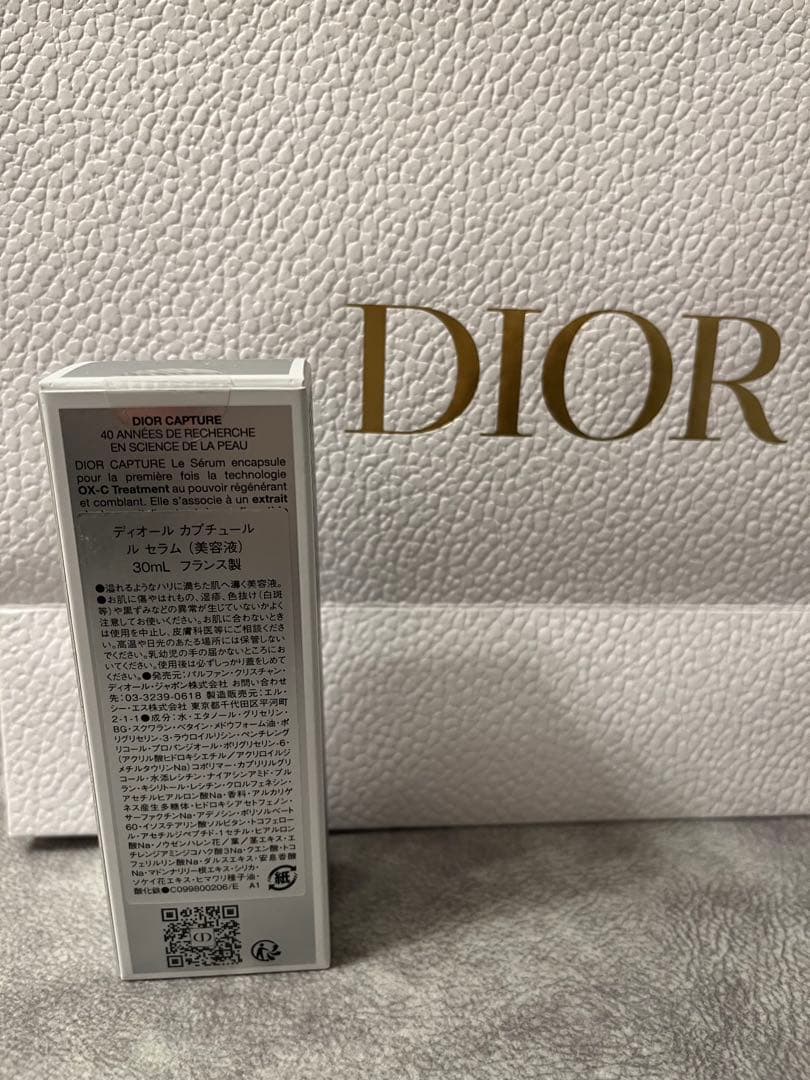 DIOR
DIOR CAPTURE
40 ANNÉES DE RECHERCHE
EN SCIENCE DE LA PEAU
DIOR CAPTURE Le Sérum encapsule
pour la première fois la technologie
OX-C Treatment au pouvoir régénérant
et comblant. Elle s'associe à un extrait
ディオール カプチュール
ル セラム（美容液）
30mL フランス製
●溢れるようなハリに満ちた肌へ導く美容液。
●お肌に傷やはれもの、湿疹、色抜け（白斑
等）や黒ずみなどの異常が生じていないかよく
注意してお使いください。お肌に合わないとき
は使用を中止し、皮膚科医等にご相談くださ
い。高温や日光のあたる場所には保管しない
でください。乳幼児の手の届かないところにお
いてください。使用後は必ずしっかり蓋をしめて
ください。●発売元：パルファン・クリスチャン・
ディオール・ジャポン株式会社 お問い合わせ
先：03-3239-0618 製造販売元：エル・
シー・エス株式会社 東京都千代田区平河町
2-1-1●成分：水・エタノール・グリセリン・
BG・スクワラン・ベタイン・メドウフォーム油・ポ
リグリセリン-3・ラウロイルリシン・ペンチレング
リコール・プロパンジオール・ポリグリセリン-6・
（アクリル酸ヒドロキシエチル／アクリロイルジ
メチルタウリンNa）コポリマー・カプリリルグリ
コール・水添レシチン・ナイアシンアミド・プル
ラン・キシリトール・レシチン・クロルフェネシン・
アセチルヒアルロン酸Na・香料・アルカリゲ
ネス産生多糖体・ヒドロキシアセトフェノン・
サーファクチンNa・アデノシン・ポリソルベート
60・イソステアリン酸ソルビタン・トコフェロー
ル・アセチルジペプチド-1セチル・ヒアルロン
酸Na・ノウゼンハレン花／葉／茎エキス・エ
チレンジアミンジコハク酸3Na・クエン酸・トコ
フェリルリン酸Na・ダルスエキス・安息香酸
Na・マドンナリリー根エキス・シリカ・
ソケイ花エキス・ヒマワリ種子油・
酸化鉄●C099800206/E A1
紙
CD